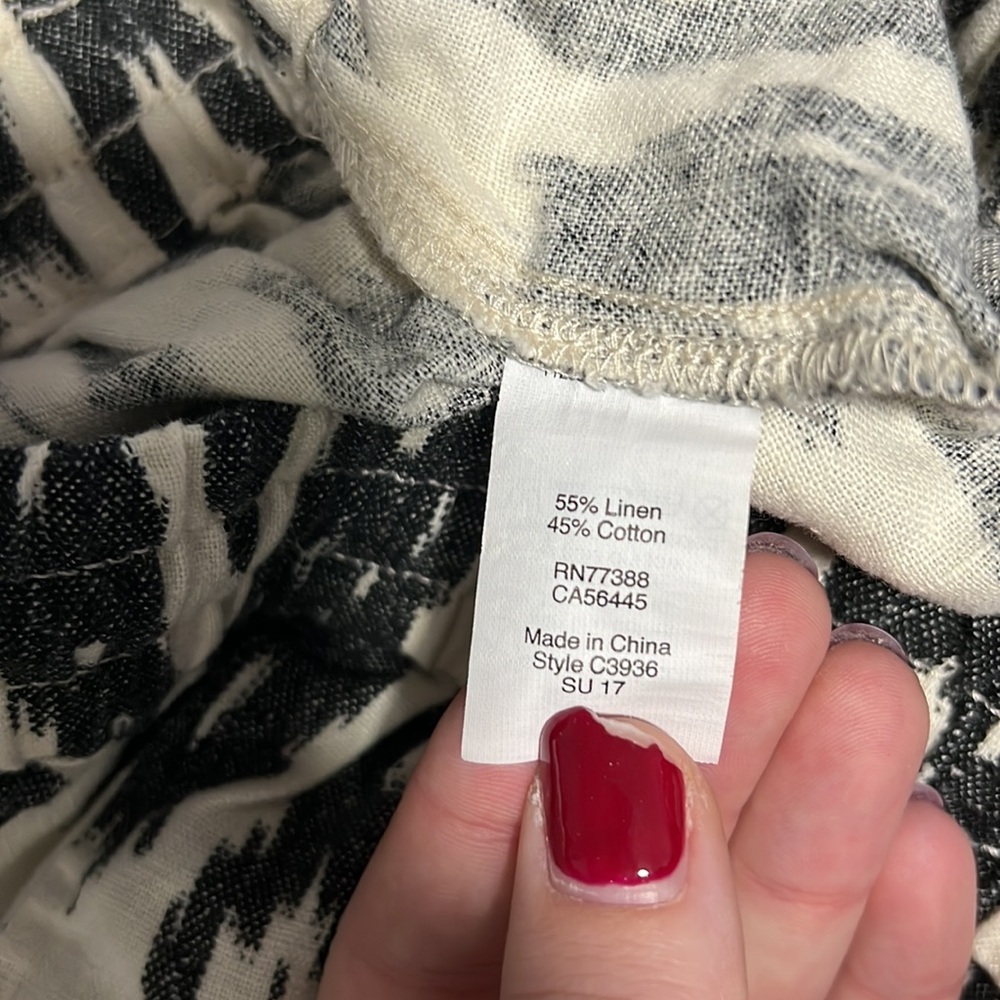 55% Linen
45% Cotton
RN77388
CA56445
Made in China
Style C3936
SU 17